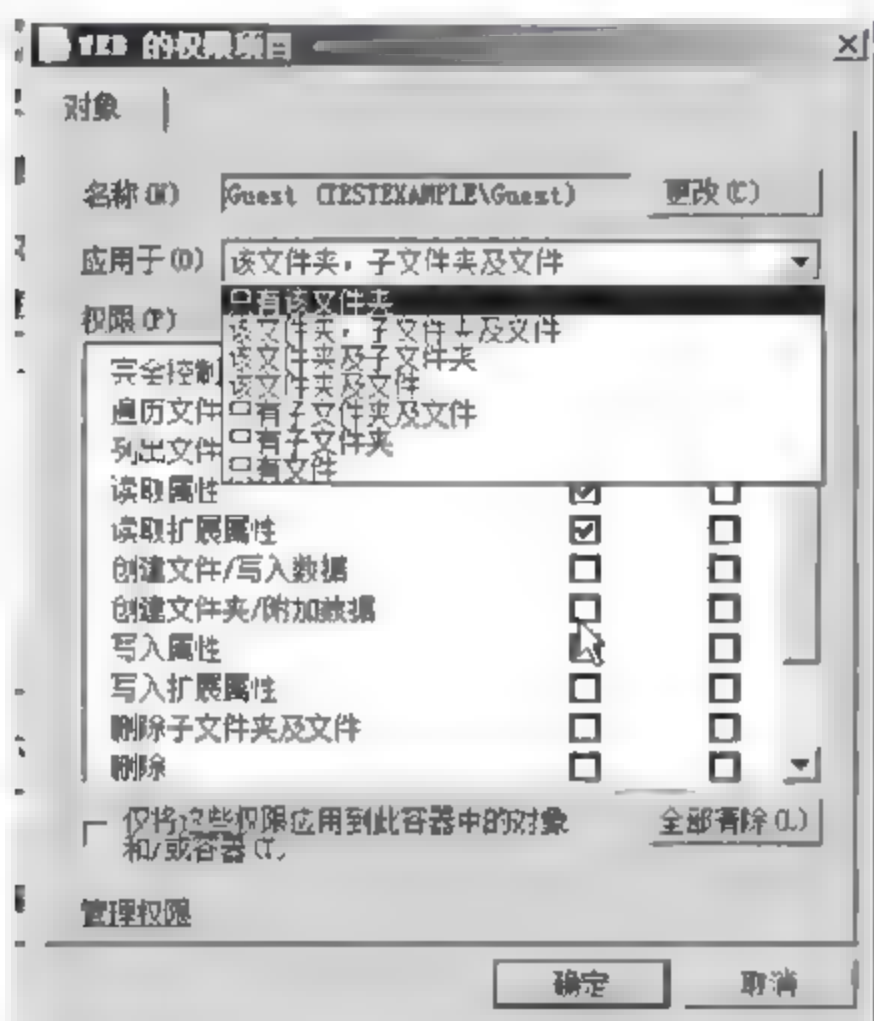 WEB 的权限项目
对象
名称(N) Guest (TESTEXAMPLE\Guest) 更改(C)
应用于(O) 该文件夹，子文件夹及文件
只有该文件夹
权限(P)
该文件夹，子文件夹及文件
该文件夹及子文件夹
完全控制
该文件夹及文件
遍历文件
只有子文件夹及文件
只有子文件夹
列出文件
只有文件
读取属性
读取扩展属性
创建文件/写入数据
创建文件夹/附加数据
写入属性
写入扩展属性
删除子文件夹及文件
删除
仅将这些权限应用到此容器中的对象
和/或容器(T) 全部清除(L)
管理权限
确定 取消